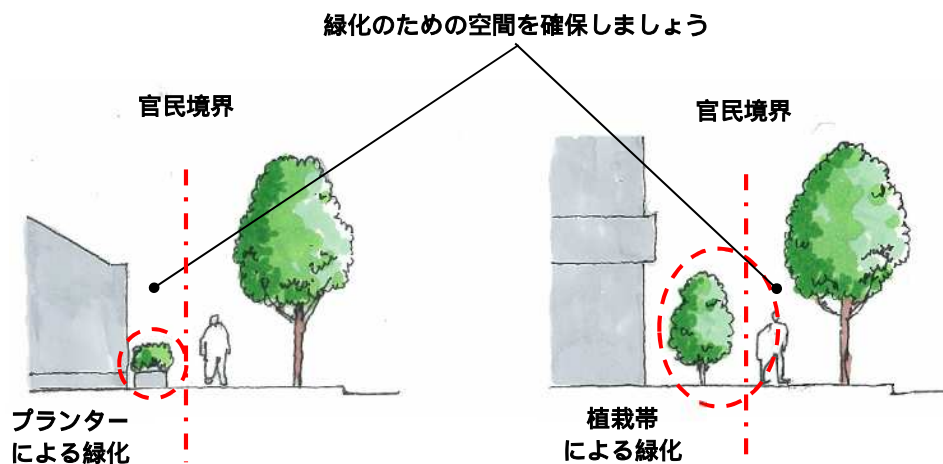 緑化のための空間を確保しましょう
官民境界
官民境界
プランター
による緑化
植栽帯
による緑化